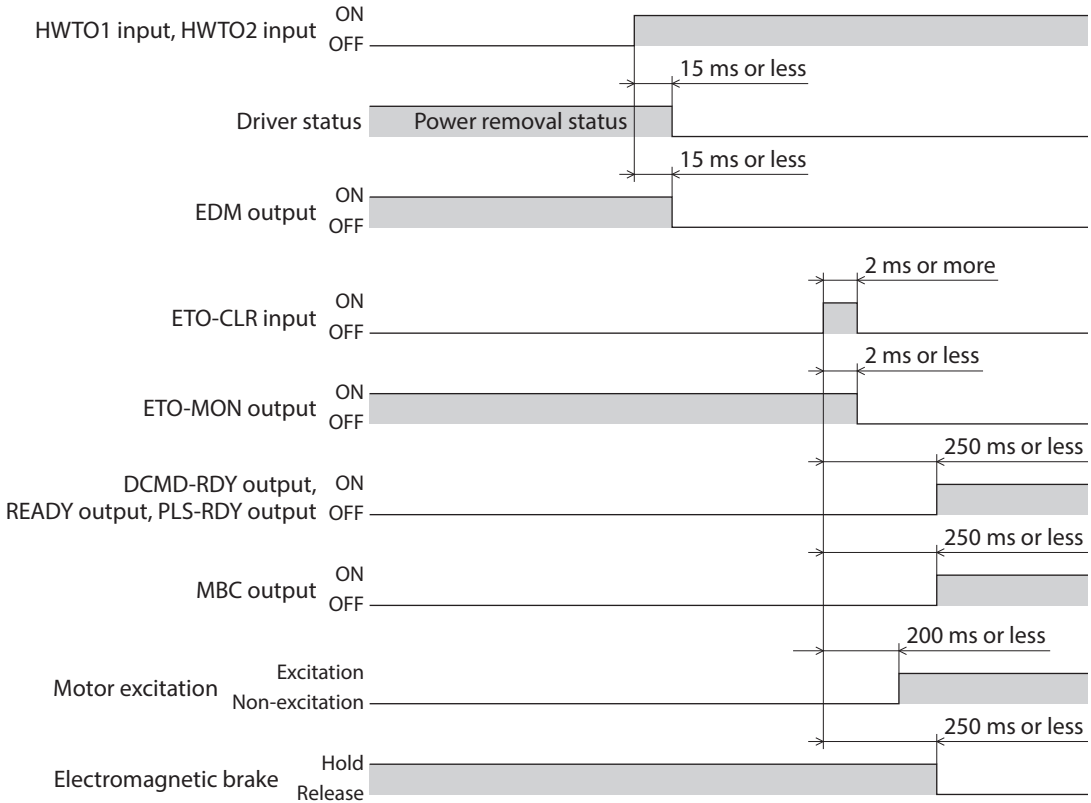 HWTO1 input, HWTO2 input
ON
OFF
15 ms or less
Driver status
Power removal status
15 ms or less
EDM output
ON
OFF
2 ms or more
ETO-CLR input
ON
OFF
2 ms or less
ETO-MON output
ON
OFF
250 ms or less
DCMD-RDY output,
READY output, PLS-RDY output
ON
OFF
250 ms or less
MBC output
ON
OFF
200 ms or less
Motor excitation
Excitation
Non-excitation
250 ms or less
Electromagnetic brake
Hold
Release